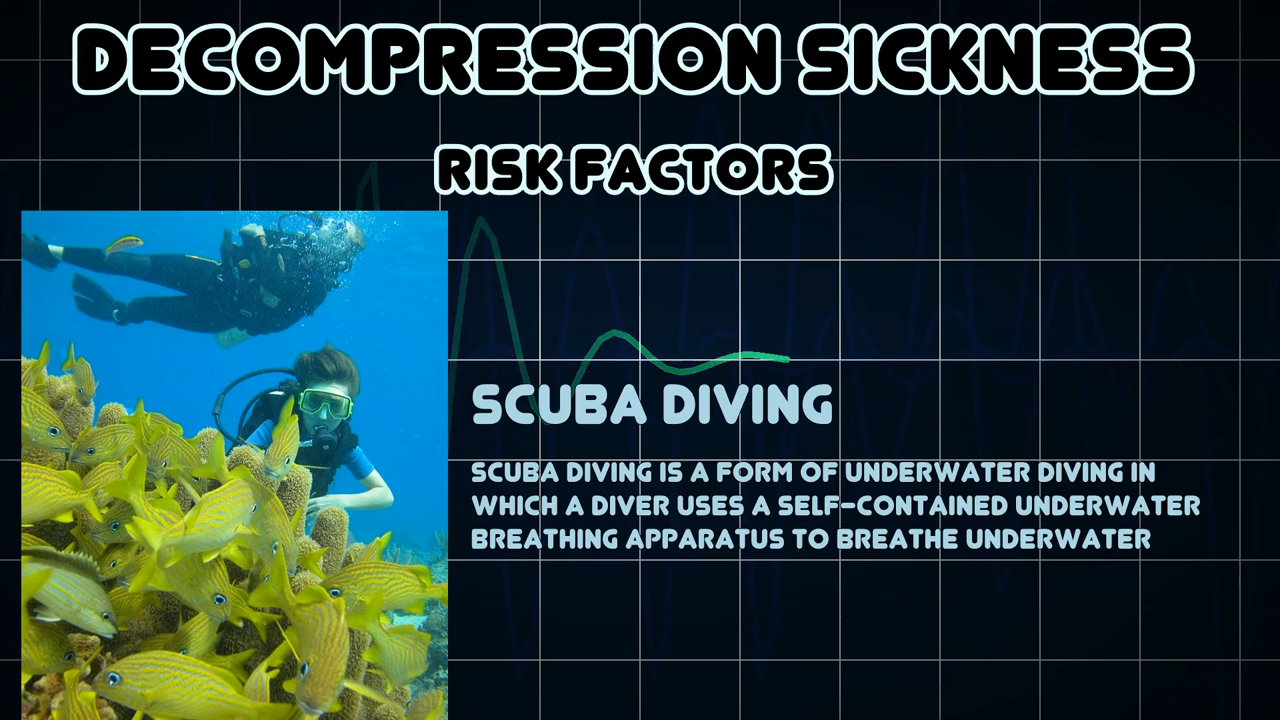 DECOMPRESSION SICKNESS
RISK FACTORS
SCUBA DIVING
SCUBA DIVING IS A FORM OF UNDERWATER DIVING IN
WHICH A DIVER USES A SELF-CONTAINED UNDERWATER
BREATHING APPARATUS TO BREATHE UNDERWATER